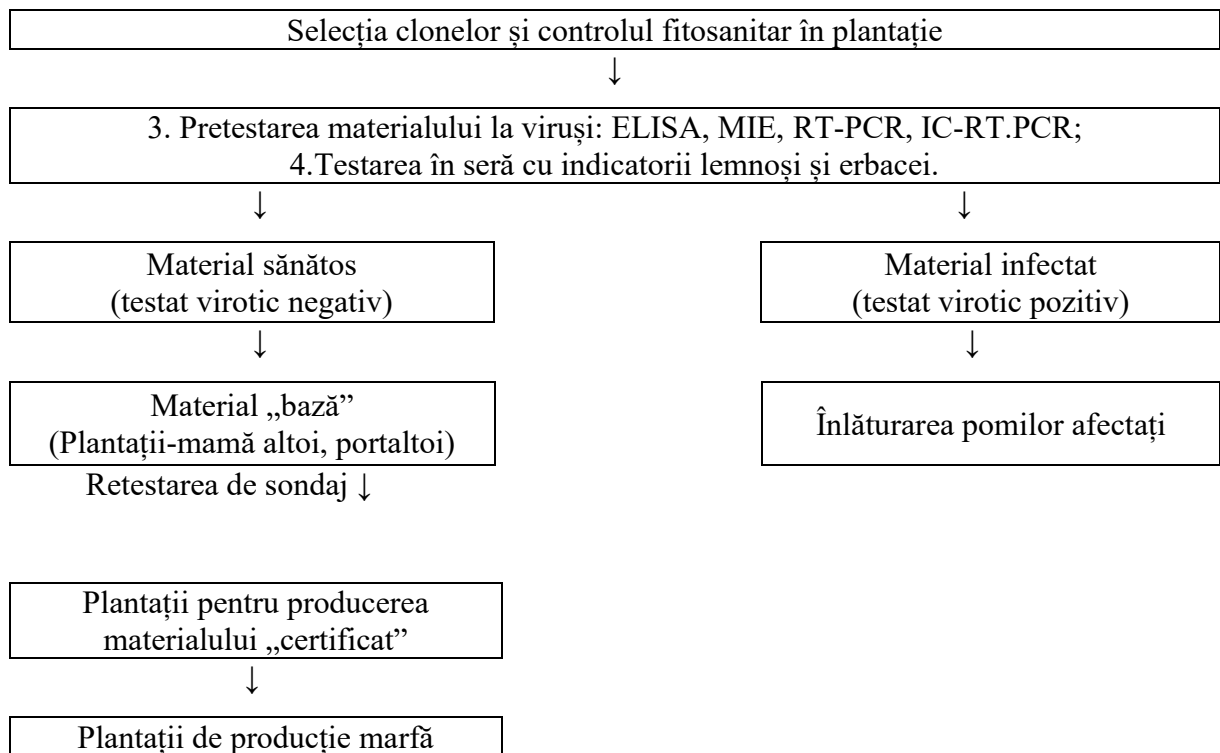 Selecția clonelor și controlul fitosanitar în plantație
↓
3. Pretestarea materialului la viruși: ELISA, MIE, RT-PCR, IC-RT.PCR;
4.Testarea în seră cu indicatorii lemnoși și erbacei.
↓ ↓
Material sănătos
(testat virotic negativ)
Material infectat
(testat virotic pozitiv)
↓ ↓
Material „bază”
(Plantații-mamă altoi, portaltoi)
Înlăturarea pomilor afectați
Retestarea de sondaj ↓
Plantații pentru producerea
materialului „certificat”
↓
Plantații de producție marfă